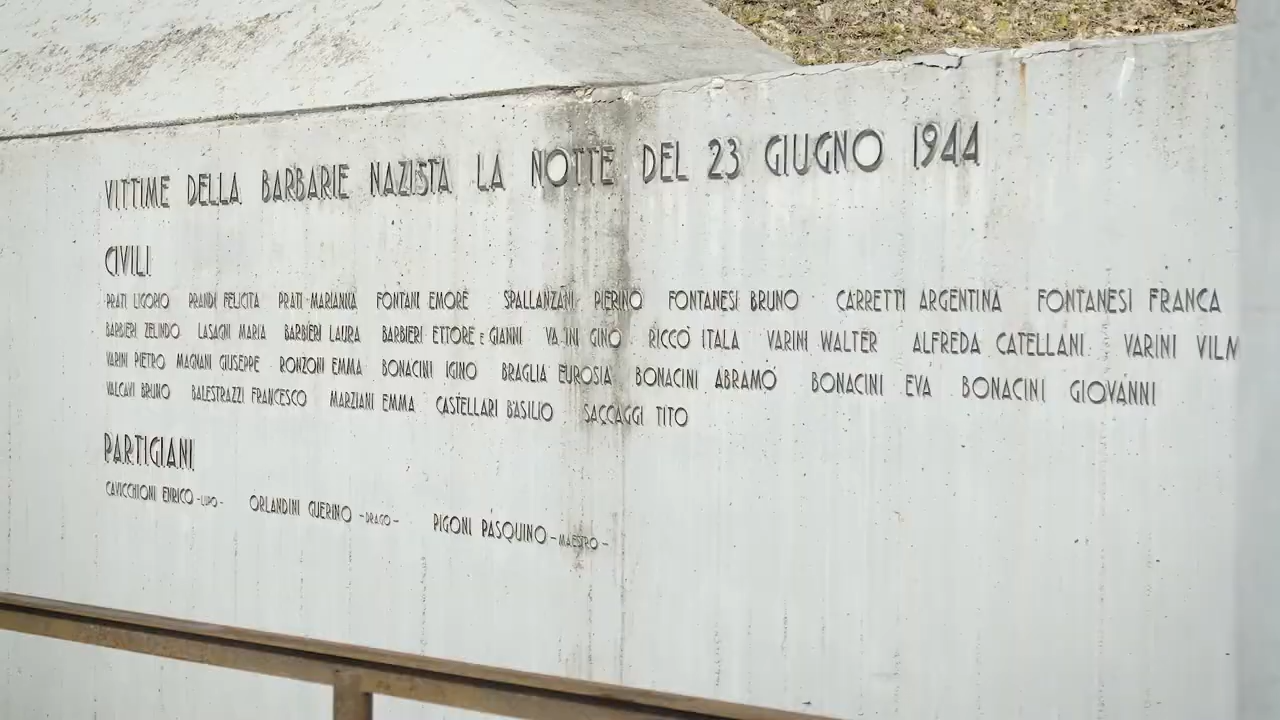 VITTIME DELLA BARBARIE NAZISTA LA NOTTE DEL 23 GIUGNO 1944
CIVILI
PRATI LIGORIO PRANDI FELICITA PRATI MARIANNA FONTANI EMORE SPALLANZANI PIERINO FONTANESI BRUNO CARRETTI ARGENTINA FONTANESI FRANCA
BARBIERI ZELINDO LASAGNI MARIA BARBIERI LAURA BARBIERI ETTORE E GIANNI VA INI GINO RICCO ITALA VARINI WALTER ALFREDA CATELLANI VARINI VILM
VARINI PIETRO MAGNANI GIUSEPPE RONZONI EMMA BONACINI IGINO BRAGLIA EUROSIA BONACINI ABRAMO BONACINI EVA BONACINI GIOVANNI
VALCAVI BRUNO BALESTRAZZI FRANCESCO MARZIANI EMMA CASTELLARI BASILIO SACCAGGI TITO
PARTIGIANI
CAVICCHIONI ENRICO - LUPO - ORLANDINI GUERINO - DRAGO - PIGONI PASQUINO - MAESTRO -